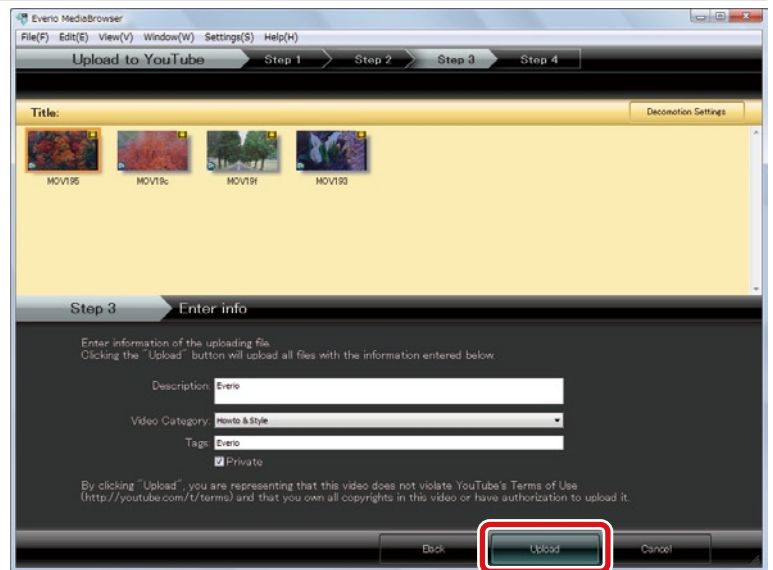 Everio MediaBrowser
File(F) Edit(E) View(V) Window(W) Settings(S) Help(H)
Upload to YouTube Step 1 Step 2 Step 3 Step 4
Title: Decomotion Settings
MOV195 MOV19c MOV19f MOV193
Step 3 Enter info
Enter information of the uploading file.
Clicking the "Upload" button will upload all files with the information entered below.
Description: Everio
Video Category: Howto & Style
Tags: Everio
Private
By clicking "Upload", you are representing that this video does not violate YouTube's Terms of Use
(http://youtube.com/t/terms) and that you own all copyrights in this video or have authorization to upload it.
Back Upload Cancel